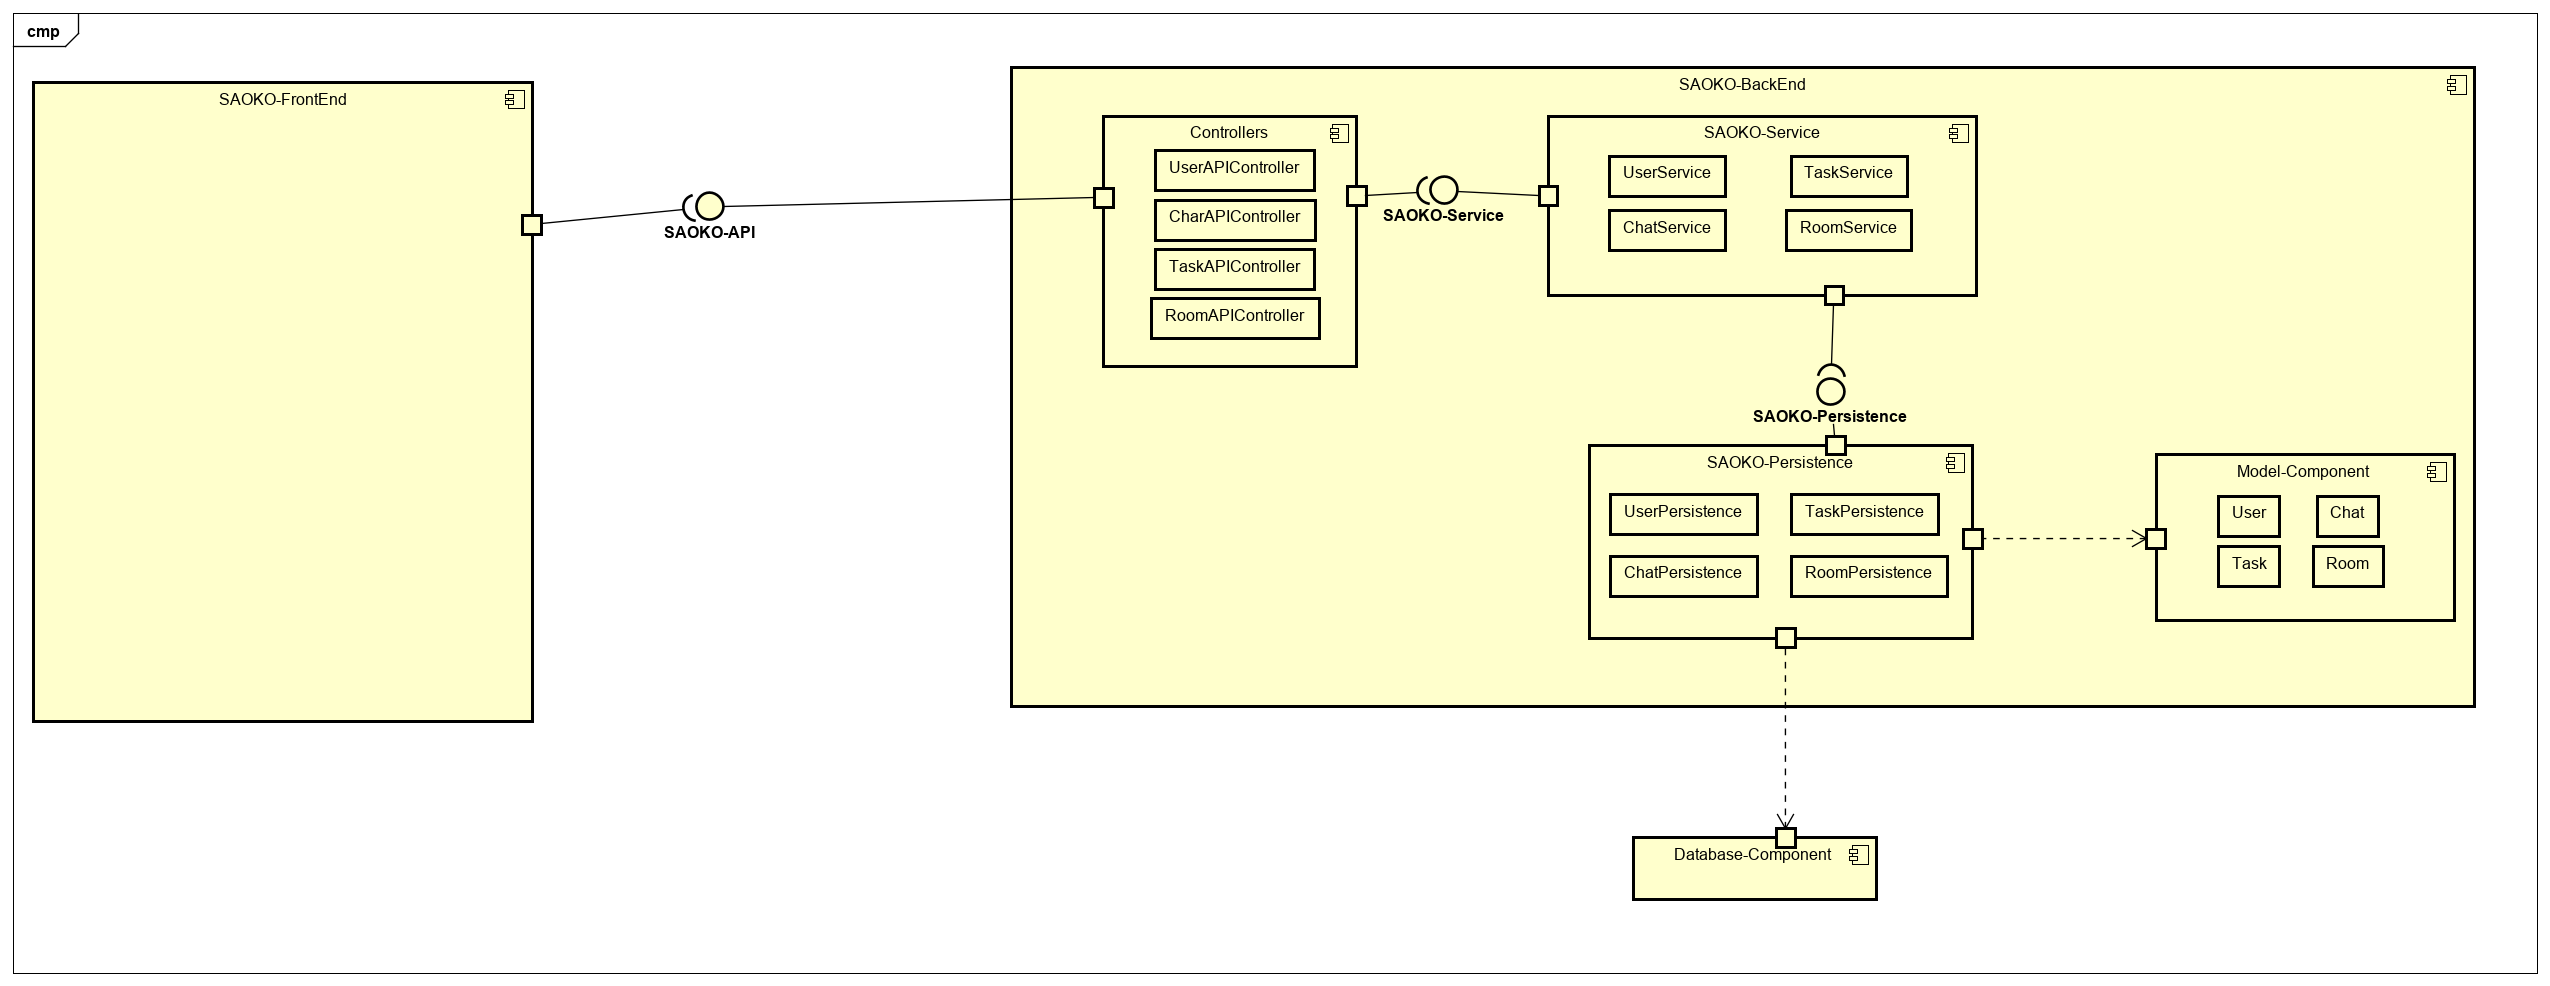 cmp
SAOKO-FrontEnd
SAOKO-API
SAOKO-BackEnd
Controllers
UserAPIController
CharAPIController
TaskAPIController
RoomAPIController
SAOKO-Service
SAOKO-Service
UserService
TaskService
ChatService
RoomService
SAOKO-Persistence
SAOKO-Persistence
UserPersistence
TaskPersistence
ChatPersistence
RoomPersistence
Model-Component
User
Chat
Task
Room
Database-Component